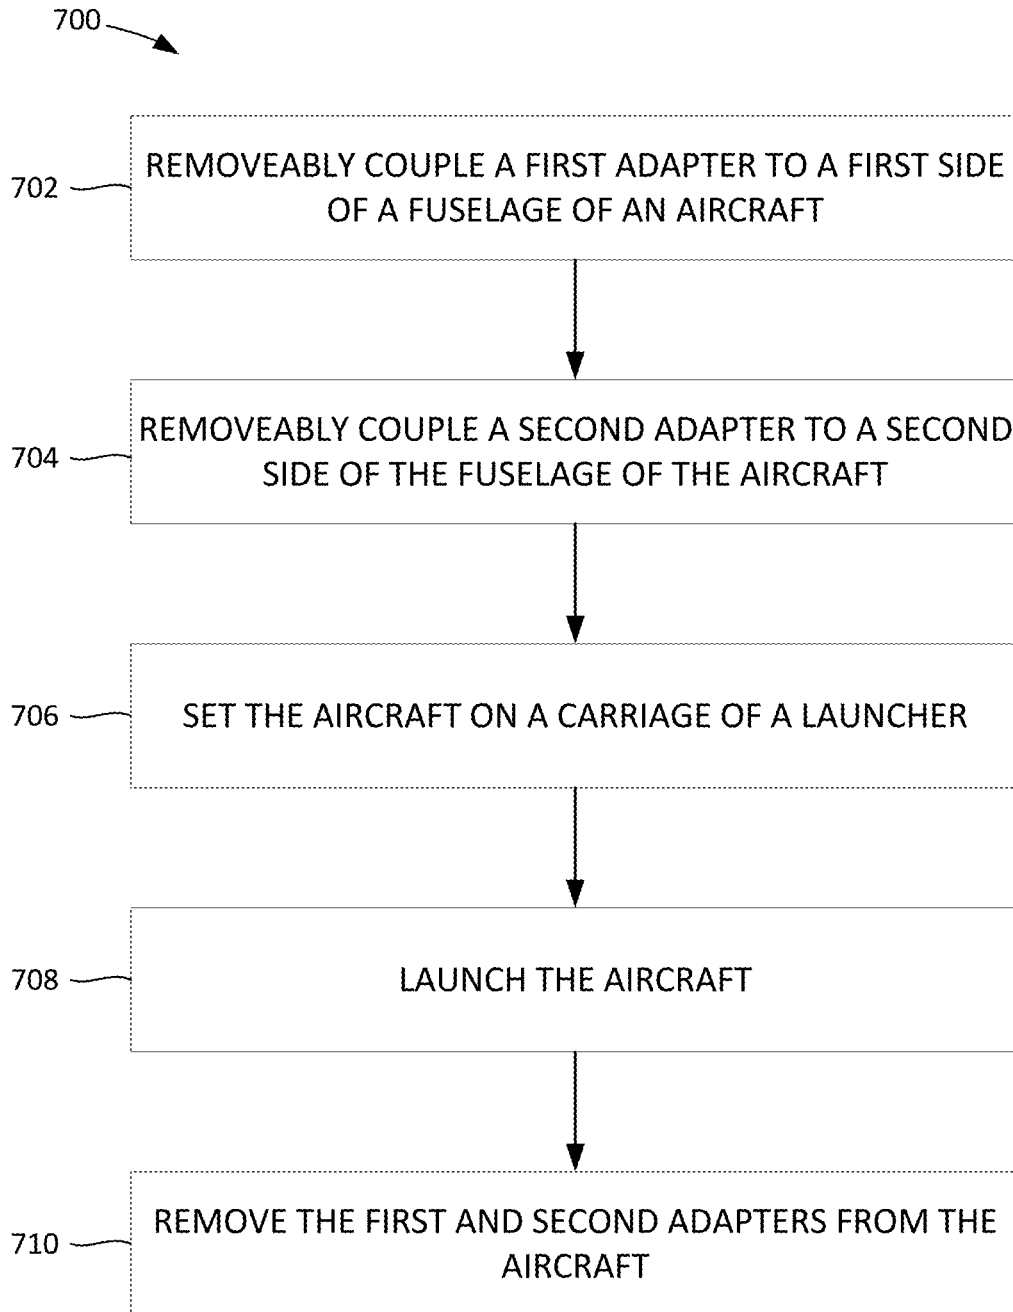 700
702
REMOVEABLY COUPLE A FIRST ADAPTER TO A FIRST SIDE
OF A FUSELAGE OF AN AIRCRAFT
704
REMOVEABLY COUPLE A SECOND ADAPTER TO A SECOND
SIDE OF THE FUSELAGE OF THE AIRCRAFT
706
SET THE AIRCRAFT ON A CARRIAGE OF A LAUNCHER
708
LAUNCH THE AIRCRAFT
710
REMOVE THE FIRST AND SECOND ADAPTERS FROM THE
AIRCRAFT